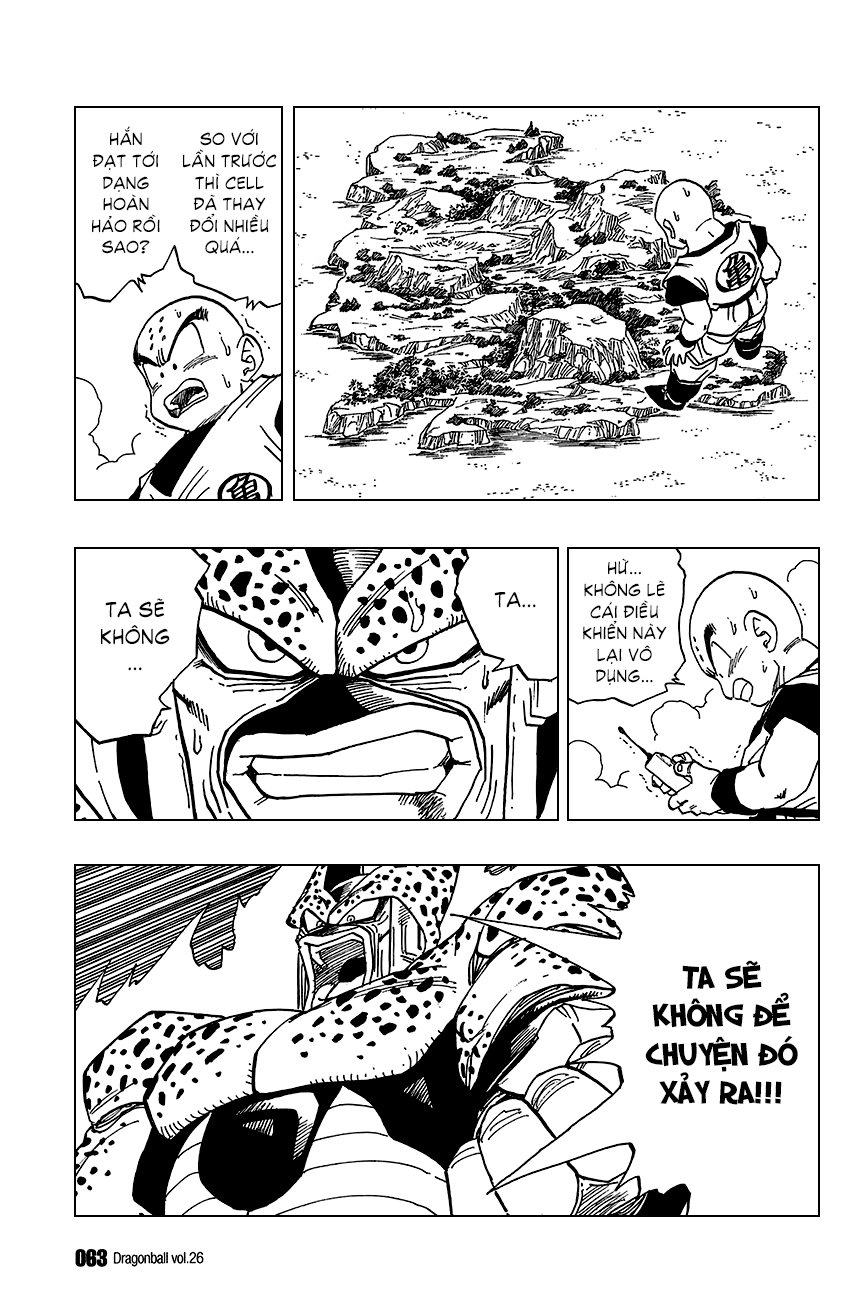 SO VỚI
LẦN TRƯỚC
THÌ CELL
ĐÃ THAY
ĐỔI NHIỀU
QUÁ...
HẮN
ĐẠT TỚI
DẠNG
HOÀN
HẢO RỒI
SAO?
亀
亀
HỪ...
KHÔNG LẼ
CÁI ĐIỀU
KHIỂN NÀY
LẠI VÔ
DỤNG...
TA...
TA SẼ
KHÔNG
...
TA SẼ
KHÔNG ĐỂ
CHUYỆN ĐÓ
XẢY RA!!!
063 Dragonball vol.26